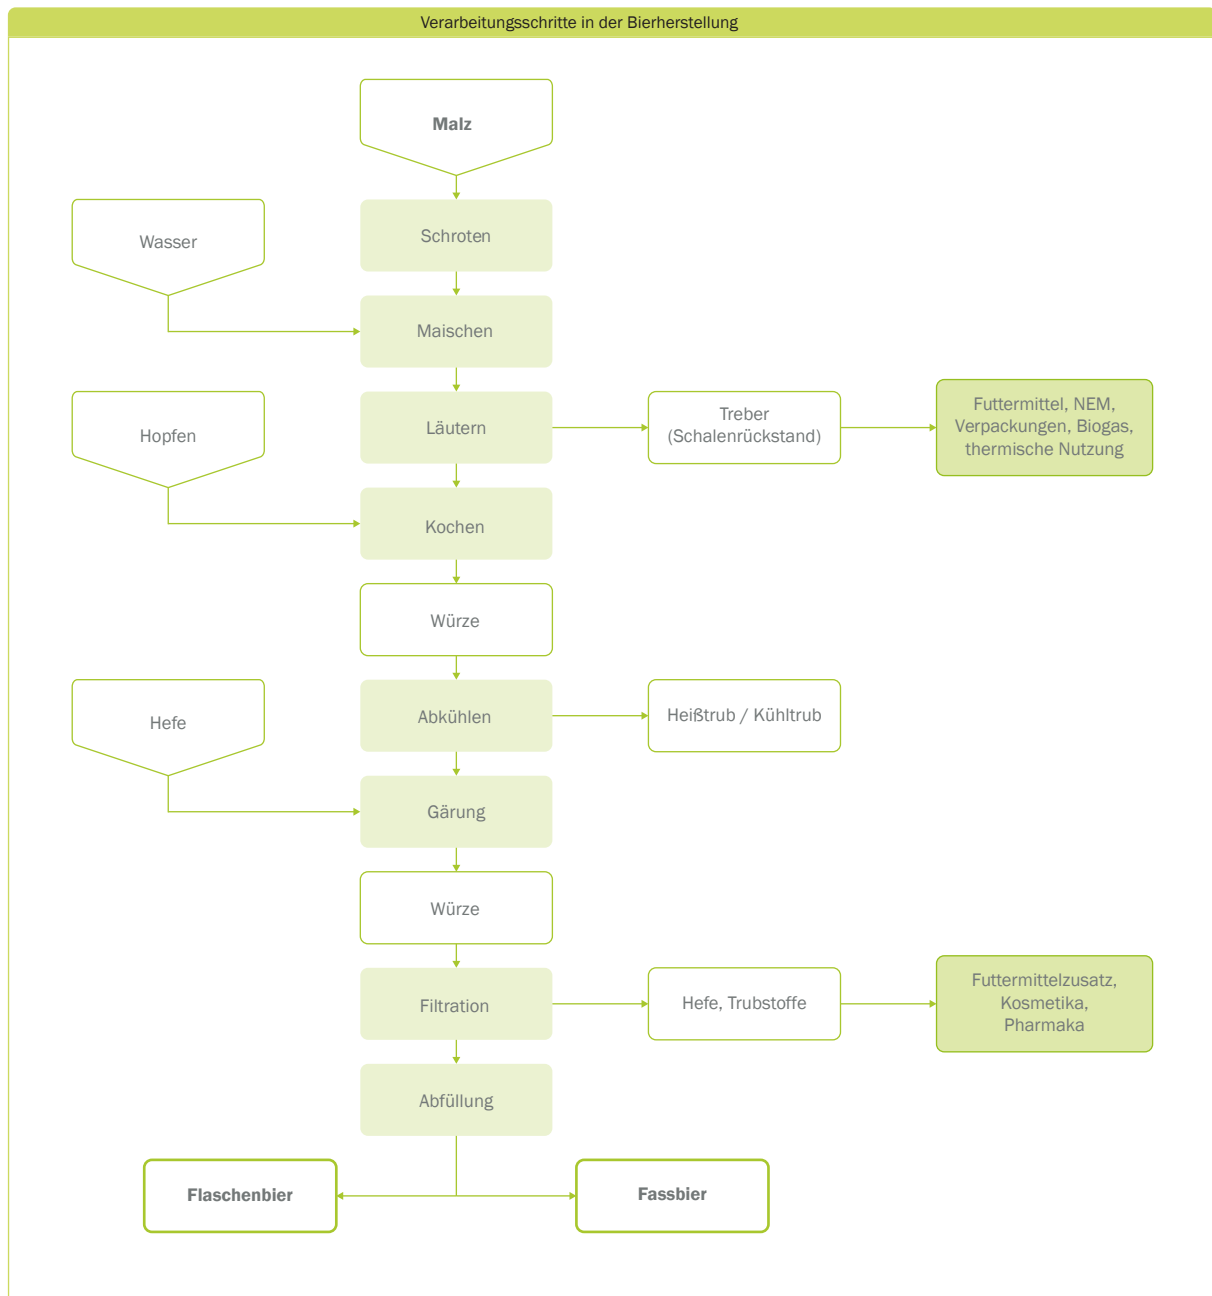 Verarbeitungsschritte in der Bierherstellung
Malz
Wasser
Schroten
Maischen
Hopfen
Läutern
Treber
(Schalenrückstand)
Futtermittel, NEM,
Verpackungen, Biogas,
thermische Nutzung
Kochen
Würze
Hefe
Abkühlen
Heißtrub / Kühltrub
Gärung
Würze
Filtration
Hefe, Trubstoffe
Futtermittelzusatz,
Kosmetika,
Pharmaka
Abfüllung
Flaschenbier
Fassbier